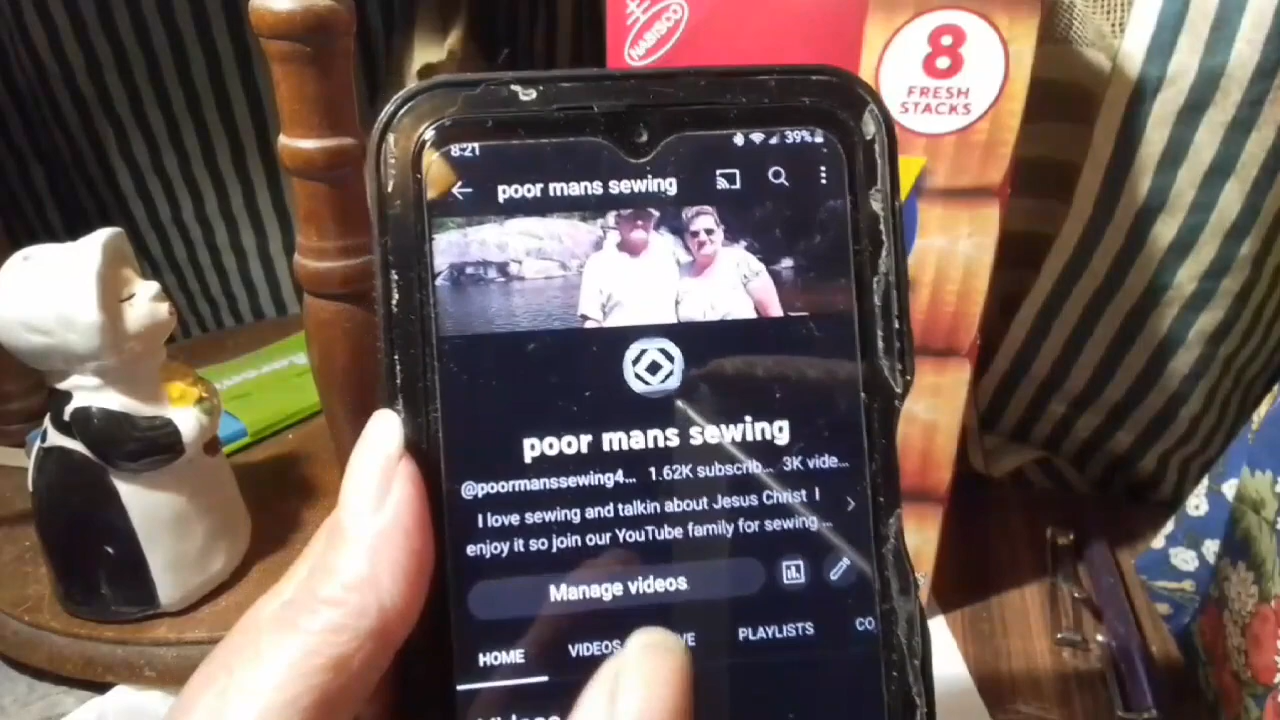 NABISCO
8
FRESH
STACKS
8:21
39%
poor mans sewing
poor mans sewing
@poormanssewing4... 1.62K subscrib... 3K vide...
I love sewing and talkin about Jesus Christ I
enjoy it so join our YouTube family for sewing ...
Manage videos
HOME VIDEOS PLAYLISTS CO
Videos